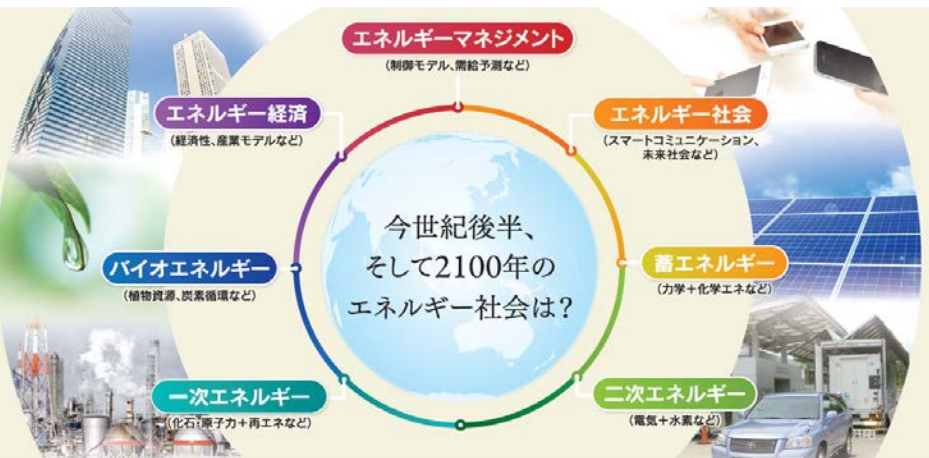 エネルギーマネジメント
(制御モデル、需給予測など)
エネルギー経済
(経済性、産業モデルなど)
エネルギー社会
(スマートコミュニケーション、
未来社会など)
今世紀後半、
そして2100年の
エネルギー社会は?
バイオエネルギー
(植物資源、炭素循環など)
蓄エネルギー
(力学+化学エネなど)
一次エネルギー
(化石・原子力+再エネなど)
二次エネルギー
(電気+水素など)